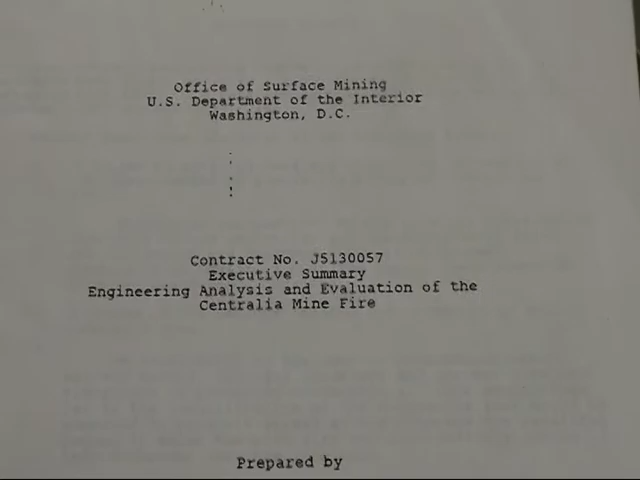 Office of Surface Mining
U.S. Department of the Interior
Washington, D.C.
Contract No. J5130057
Executive Summary
Engineering Analysis and Evaluation of the
Centralia Mine Fire
Prepared by